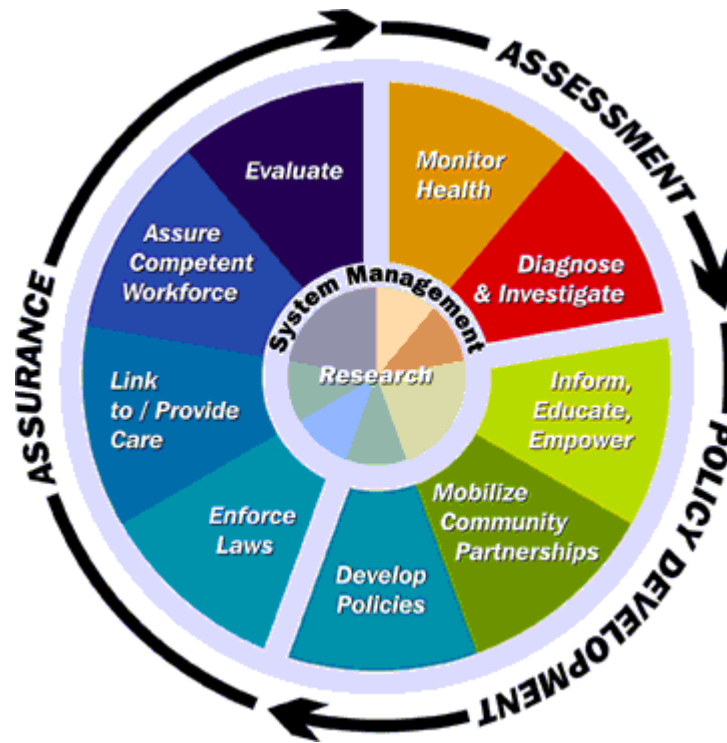 ASSESSMENT
Monitor
Health
Diagnose
& Investigate
POLICY DEVELOPMENT
Inform,
Educate,
Empower
Mobilize
Community
Partnerships
Develop
Policies
ASSURANCE
Enforce
Laws
Link
to / Provide
Care
Assure
Competent
Workforce
Evaluate
System Management
Research